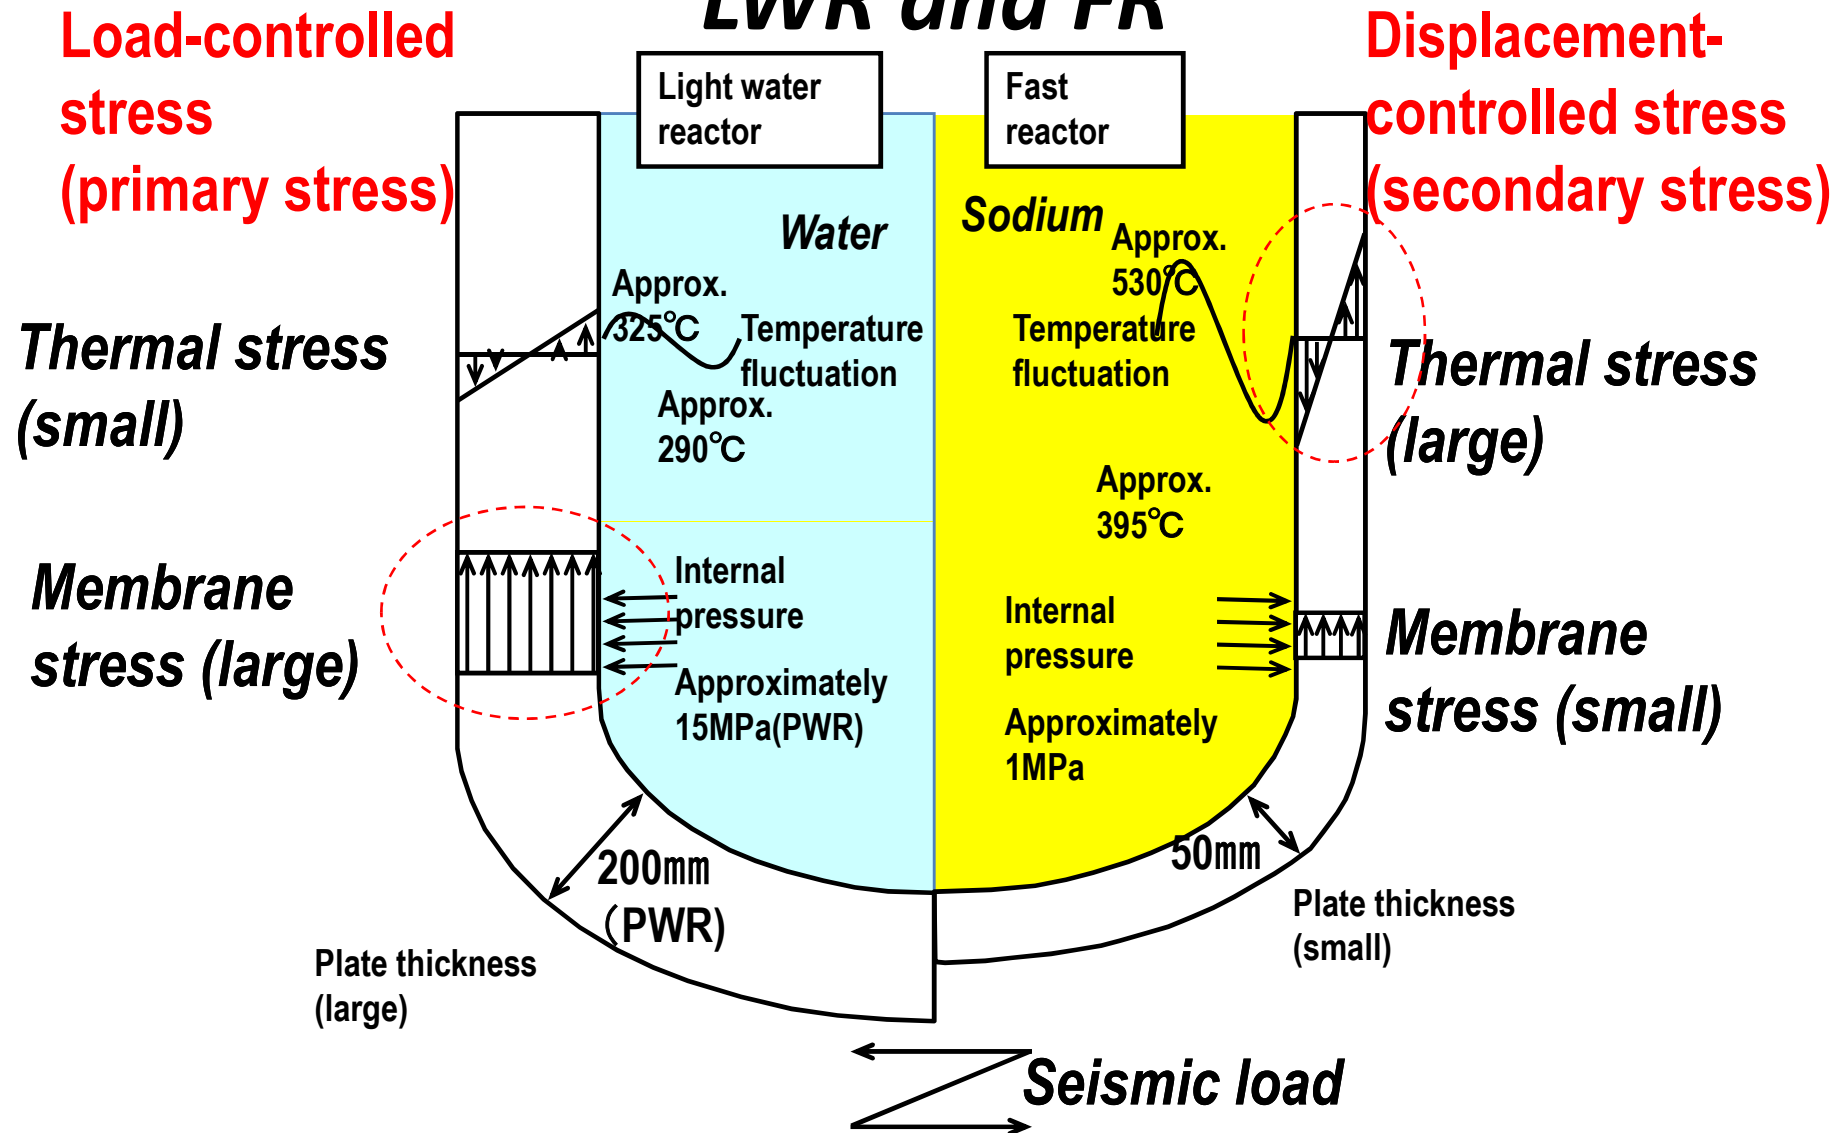 LWR and FR
Load-controlled
stress
(primary stress)
Displacement-
controlled stress
(secondary stress)
Light water
reactor
Fast
reactor
Water
Sodium
Approx.
325℃
Temperature
fluctuation
Approx.
290℃
Approx.
530℃
Temperature
fluctuation
Approx.
395℃
Thermal stress
(small)
Thermal stress
(large)
Membrane
stress (large)
Internal
pressure
Approximately
15MPa(PWR)
Internal
pressure
Approximately
1MPa
Membrane
stress (small)
200㎜
（PWR)
50㎜
Plate thickness
(large)
Plate thickness
(small)
Seismic load